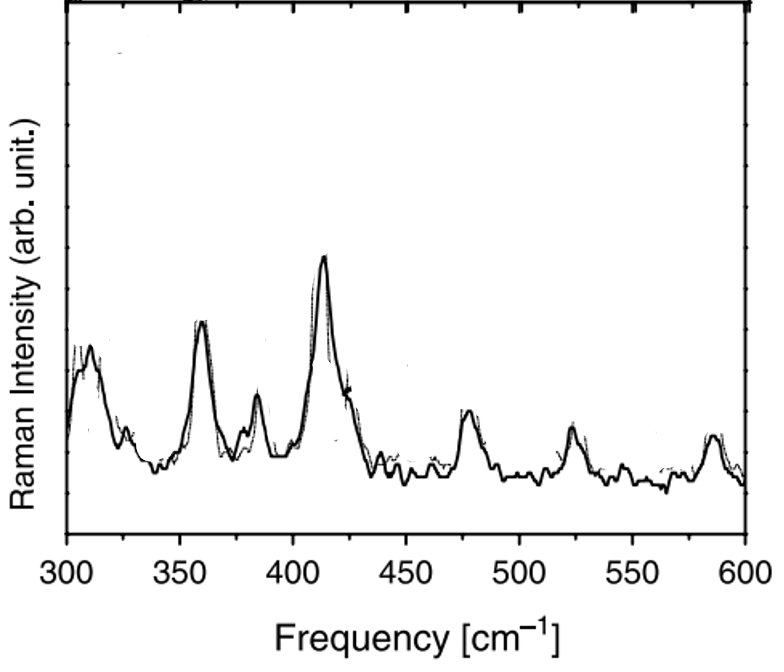 Raman Intensity (arb. unit.)
300 350 400 450 500 550 600
Frequency [cm⁻¹]